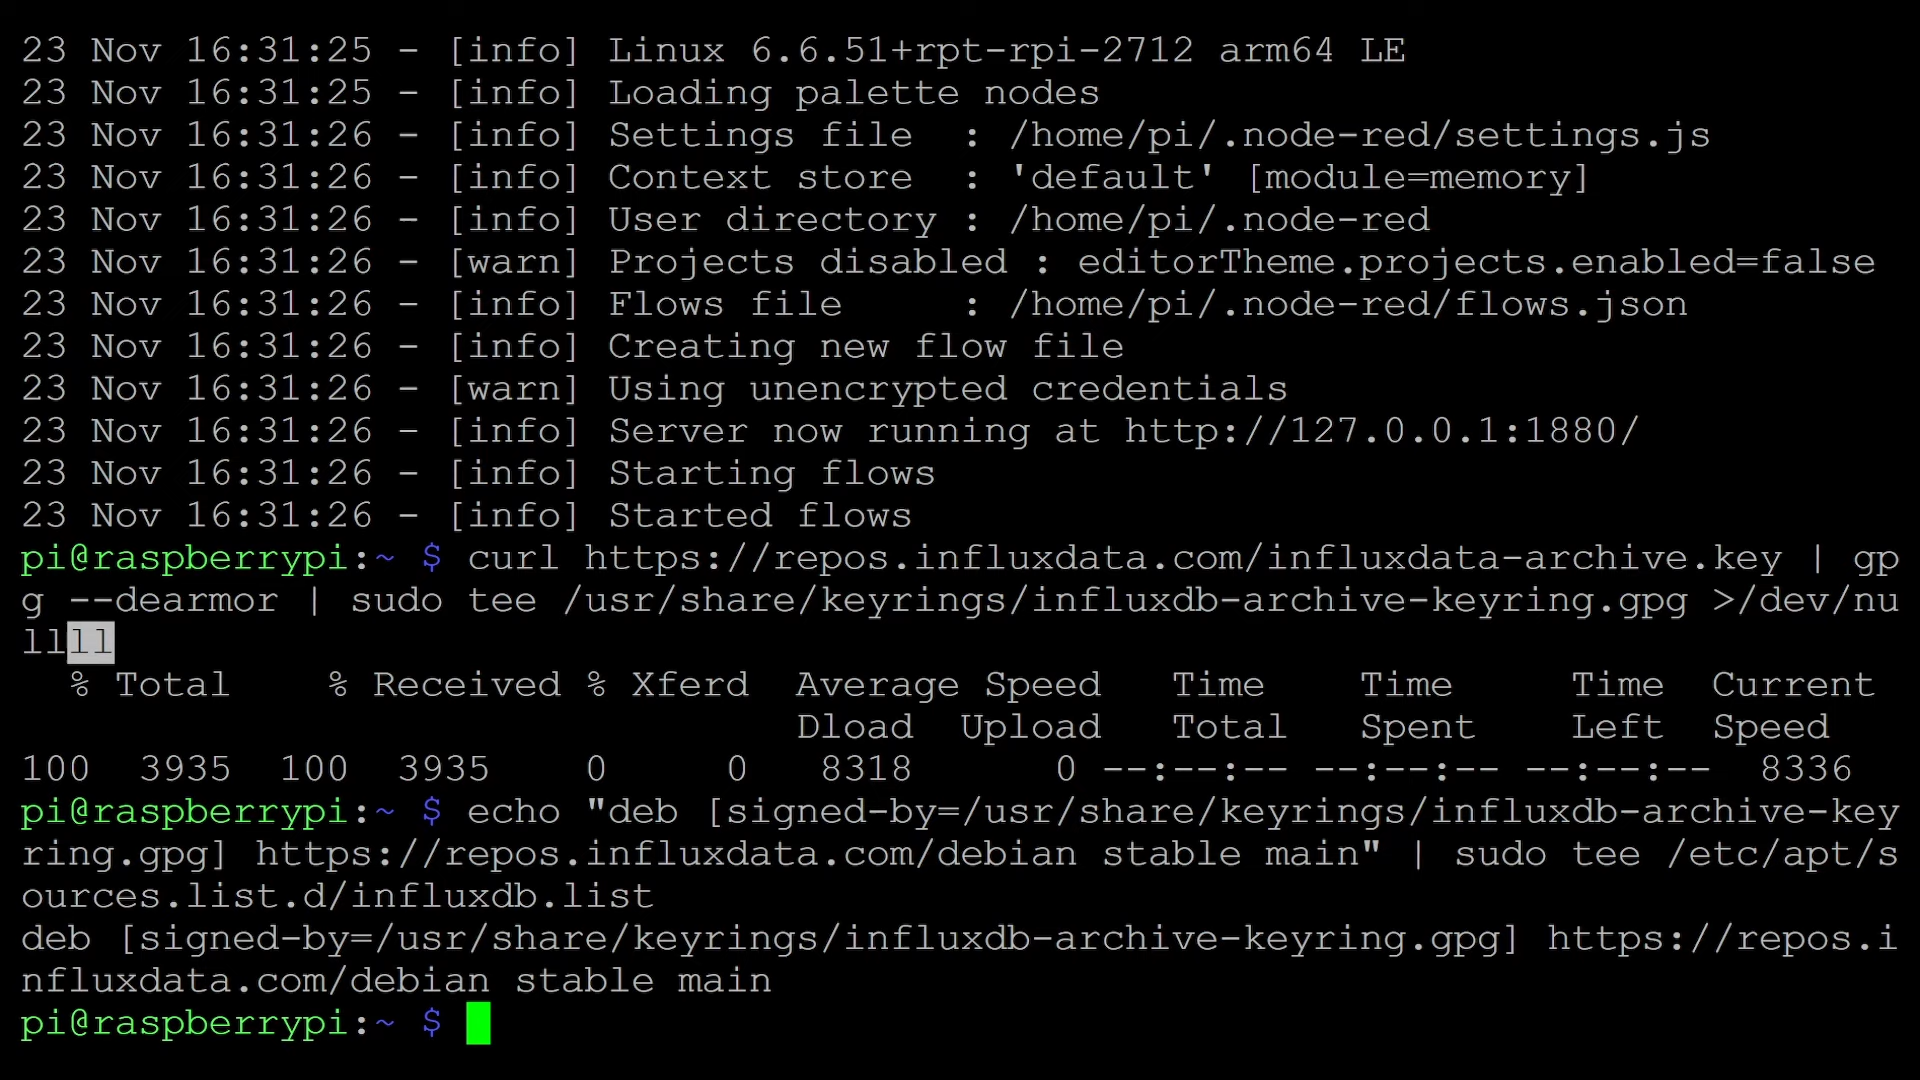 23 Nov 16:31:25 - [info] Linux 6.6.51+rpt-rpi-2712 arm64 LE
23 Nov 16:31:25 - [info] Loading palette nodes
23 Nov 16:31:26 - [info] Settings file  : /home/pi/.node-red/settings.js
23 Nov 16:31:26 - [info] Context store  : 'default' [module=memory]
23 Nov 16:31:26 - [info] User directory : /home/pi/.node-red
23 Nov 16:31:26 - [warn] Projects disabled : editorTheme.projects.enabled=false
23 Nov 16:31:26 - [info] Flows file     : /home/pi/.node-red/flows.json
23 Nov 16:31:26 - [info] Creating new flow file
23 Nov 16:31:26 - [warn] Using unencrypted credentials
23 Nov 16:31:26 - [info] Server now running at http://127.0.0.1:1880/
23 Nov 16:31:26 - [info] Starting flows
23 Nov 16:31:26 - [info] Started flows
pi@raspberrypi:~ $ curl https://repos.influxdata.com/influxdata-archive.key | gp
g --dearmor | sudo tee /usr/share/keyrings/influxdb-archive-keyring.gpg >/dev/nu
llll
  % Total    % Received % Xferd  Average Speed   Time    Time     Time  Current
                                 Dload  Upload   Total   Spent    Left  Speed
100  3935  100  3935    0     0   8318      0 --:--:-- --:--:-- --:--:--  8336
pi@raspberrypi:~ $ echo "deb [signed-by=/usr/share/keyrings/influxdb-archive-key
ring.gpg] https://repos.influxdata.com/debian stable main" | sudo tee /etc/apt/s
ources.list.d/influxdb.list
deb [signed-by=/usr/share/keyrings/influxdb-archive-keyring.gpg] https://repos.i
nfluxdata.com/debian stable main
pi@raspberrypi:~ $